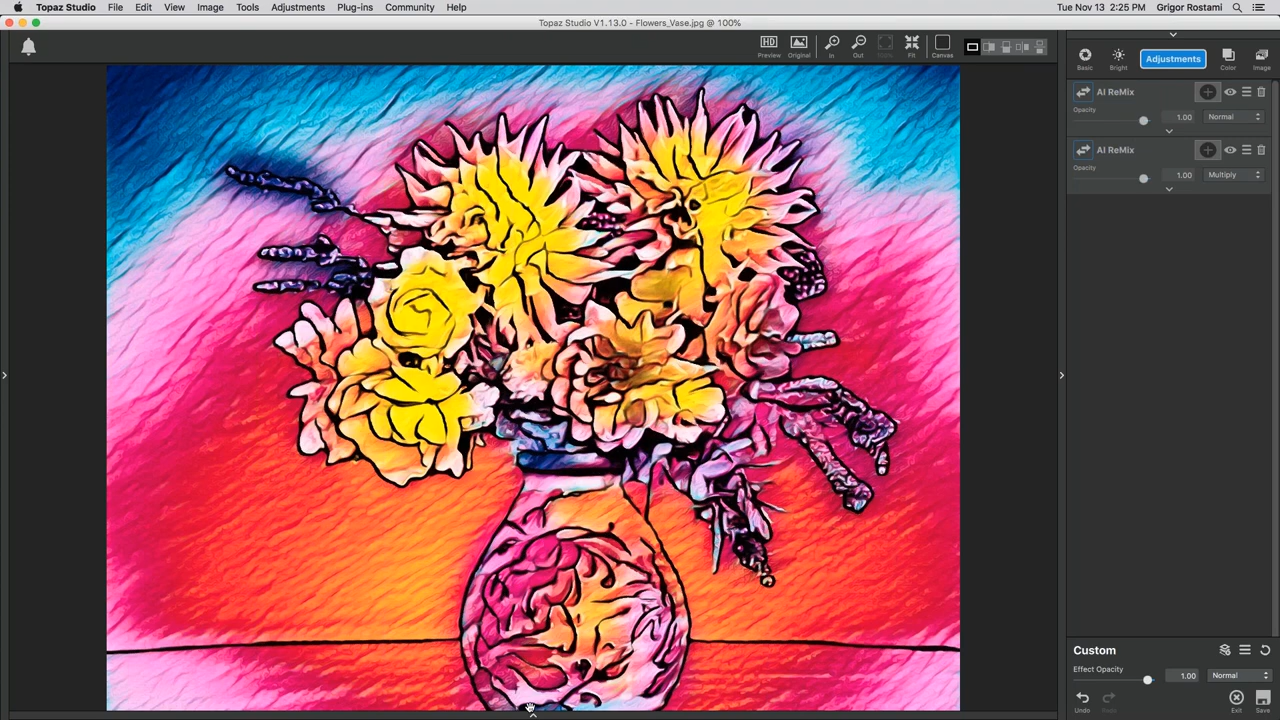 Topaz Studio File Edit View Image Tools Adjustments Plug-ins Community Help Tue Nov 13 2:25 PM Grigor Rostami
Topaz Studio V1.13.0 - Flowers_Vase.jpg @ 100%
Preview Original In Out 100% Fit Canvas
Basic Bright Adjustments Color Image
AI ReMix
Opacity 1.00 Normal
AI ReMix
Opacity 1.00 Multiply
Custom
Effect Opacity 1.00 Normal
Undo Redo Exit Save
HD